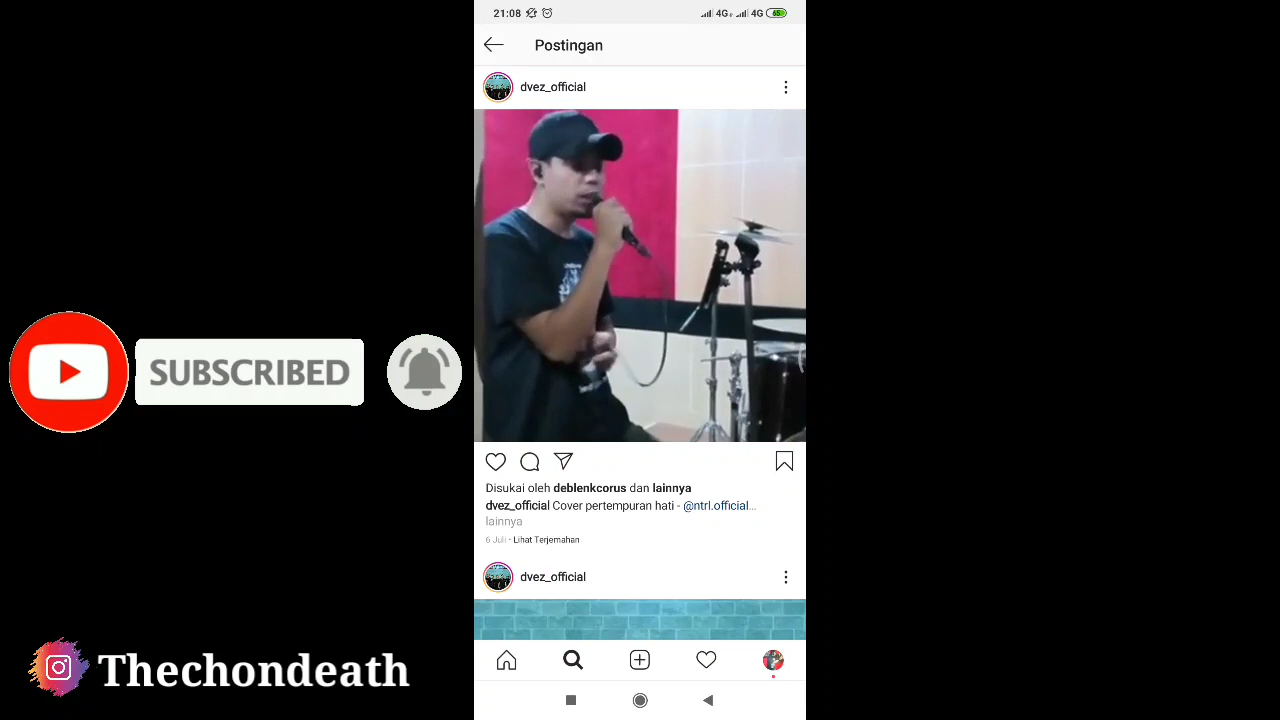 21:08 4G 4G 65
Postingan
dvez_official
SUBSCRIBED
Disukai oleh deblenkcorus dan lainnya
dvez_official Cover pertempuran hati - @ntrl.official...
lainnya
6 Juli • Lihat Terjemahan
dvez_official
Thechondeath